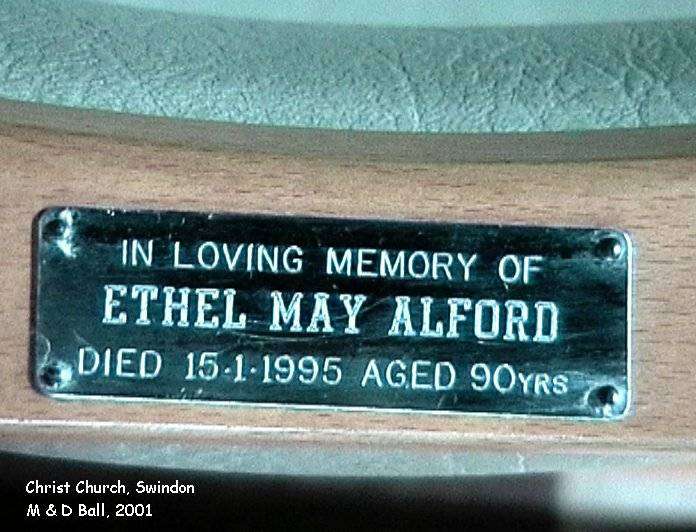 IN LOVING MEMORY OF
ETHEL MAY ALFORD
DIED 15·1·1995 AGED 90YRS
Christ Church, Swindon
M & D Ball, 2001